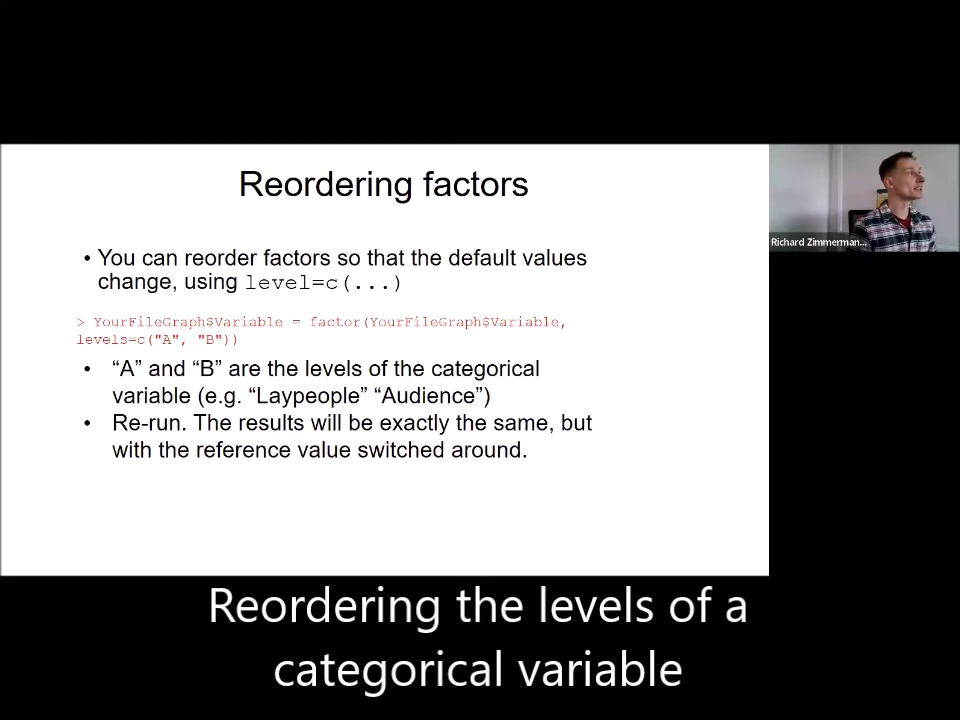 Reordering factors
• You can reorder factors so that the default values
change, using level=c(...)
> YourFileGraph$Variable = factor(YourFileGraph$Variable,
levels=c("A", "B"))
• “A” and “B” are the levels of the categorical
variable (e.g. “Laypeople” “Audience”)
• Re-run. The results will be exactly the same, but
with the reference value switched around.
Richard Zimmerman...
Reordering the levels of a
categorical variable